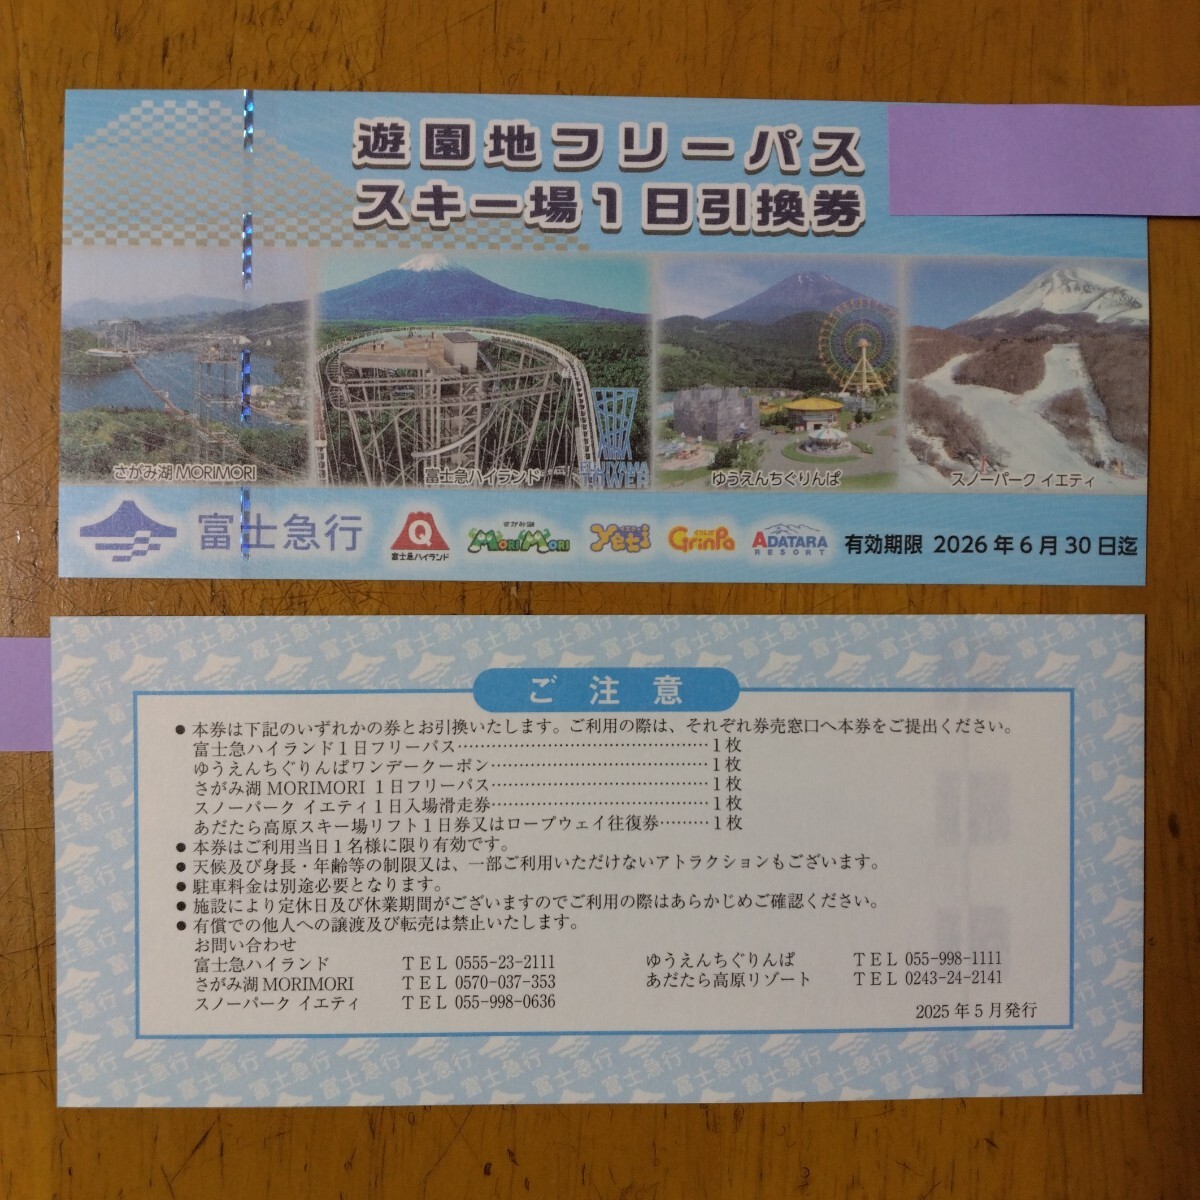 遊園地フリーパス
スキー場1日引換券
さがみ湖MORIMORI
富士急ハイランド
FUJIYAMA
TOWER
ゆうえんちぐりんぱ
スノーパーク イエティ
富士急行
Q
富士急ハイランド
さがみ湖
MORIMORI
Yeti
GrinPa
ADATARA
RESORT
有効期限 2026年6月30日迄
ご注意
● 本券は下記のいずれかの券とお引換いたします。ご利用の際は、それぞれ券売窓口へ本券をご提出ください。
富士急ハイランド1日フリーパス……………………………………1枚
ゆうえんちぐりんぱワンデークーポン………………………………1枚
さがみ湖 MORIMORI 1日フリーパス………………………………1枚
スノーパーク イエティ1日入場滑走券………………………………1枚
あだたら高原スキー場リフト1日券又はロープウェイ往復券………1枚
● 本券はご利用当日1名様に限り有効です。
● 天候及び身長・年齢等の制限又は、一部ご利用いただけないアトラクションもございます。
● 駐車料金は別途必要となります。
● 施設により定休日及び休業期間がございますのでご利用の際はあらかじめご確認ください。
● 有償での他人への譲渡及び転売は禁止いたします。
お問い合わせ
富士急ハイランド TEL 0555-23-2111 ゆうえんちぐりんぱ TEL 055-998-1111
さがみ湖 MORIMORI TEL 0570-037-353 あだたら高原リゾート TEL 0243-24-2141
スノーパーク イエティ TEL 055-998-0636
2025年5月発行